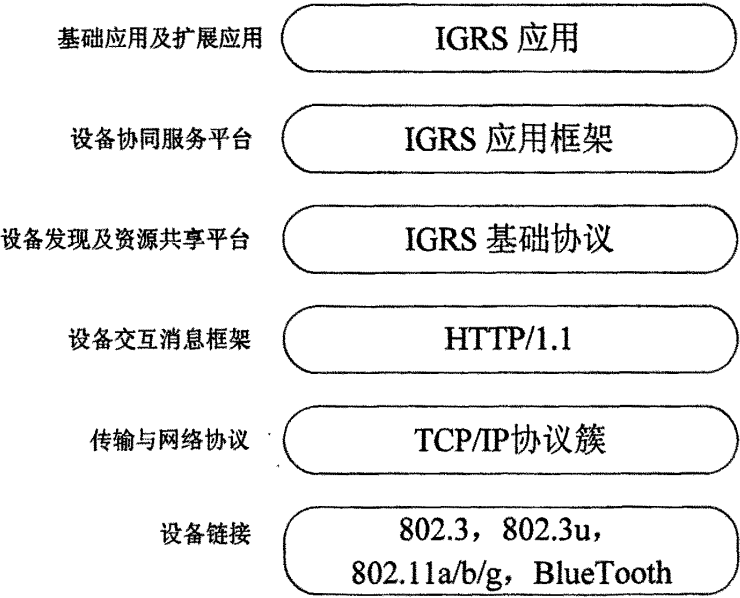 基础应用及扩展应用 IGRS 应用
设备协同服务平台 IGRS 应用框架
设备发现及资源共享平台 IGRS 基础协议
设备交互消息框架 HTTP/1.1
传输与网络协议 TCP/IP协议簇
设备链接 802.3，802.3u，
802.11a/b/g，BlueTooth